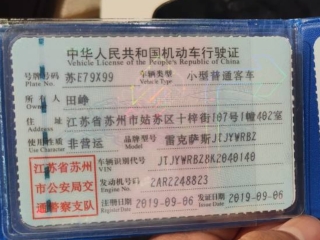 中华人民共和国机动车行驶证
Vehicle License of the People's Republic of China
号牌号码 苏E79X99 车辆类型 小型普通客车
Plate No. Vehicle Type
所有人 田峥
Owner
住址 江苏省苏州市姑苏区十梓街107号1幢402室
Address
使用性质 非营运 品牌型号 雷克萨斯JTJYWRBZ
Use Character Model
江苏省苏州
市公安局交
通警察支队
车辆识别代号 JTJYWRBZ8K2040140
VIN
发动机号码 2AR2248823
Engine No.
注册日期 2019-09-06 发证日期 2019-09-06
Register Date Issue Date